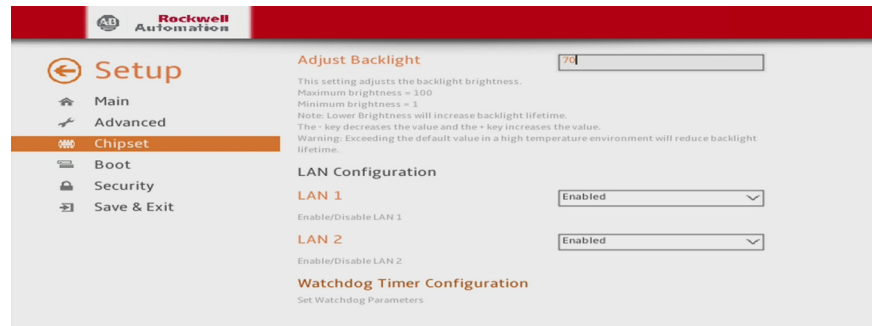 AB
Rockwell
Automation
Setup
Main
Advanced
Chipset
Boot
Security
Save & Exit
Adjust Backlight
70
This setting adjusts the backlight brightness.
Maximum brightness = 100
Minimum brightness = 1
Note: Lower Brightness will increase backlight lifetime.
The - key decreases the value and the + key increases the value.
Warning: Exceeding the default value in a high temperature environment will reduce backlight
lifetime.
LAN Configuration
LAN 1
Enabled
Enable/Disable LAN 1
LAN 2
Enabled
Enable/Disable LAN 2
Watchdog Timer Configuration
Set Watchdog Parameters